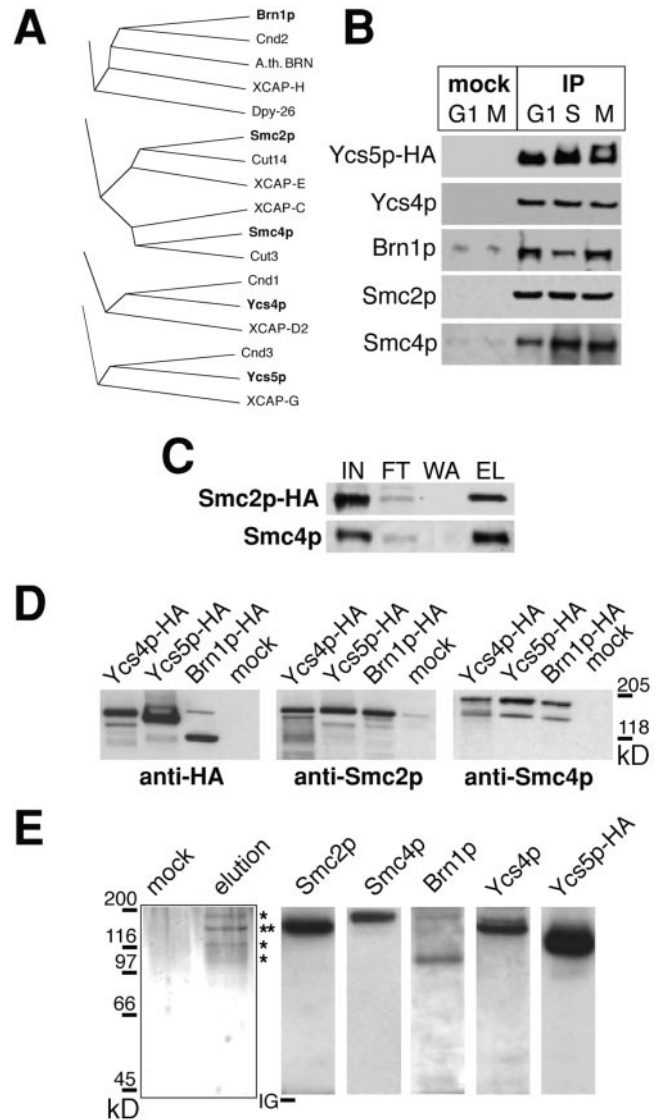 A
Brn1p
Cnd2
A.th. BRN
XCAP-H
Dpy-26
Smc2p
Cut14
XCAP-E
XCAP-C
Smc4p
Cut3
Cnd1
Ycs4p
XCAP-D2
Cnd3
Ycs5p
XCAP-G
B
mock IP
G1 M G1 S M
Ycs5p-HA
Ycs4p
Brn1p
Smc2p
Smc4p
C
IN FT WA EL
Smc2p-HA
Smc4p
D
Ycs4p-HA Ycs5p-HA Brn1p-HA mock
Ycs4p-HA Ycs5p-HA Brn1p-HA mock
Ycs4p-HA Ycs5p-HA Brn1p-HA mock
205
118
kD
anti-HA anti-Smc2p anti-Smc4p
E
mock elution Smc2p Smc4p Brn1p Ycs4p Ycs5p-HA
200 *
**
116 *
97 *
66
45
kD IG